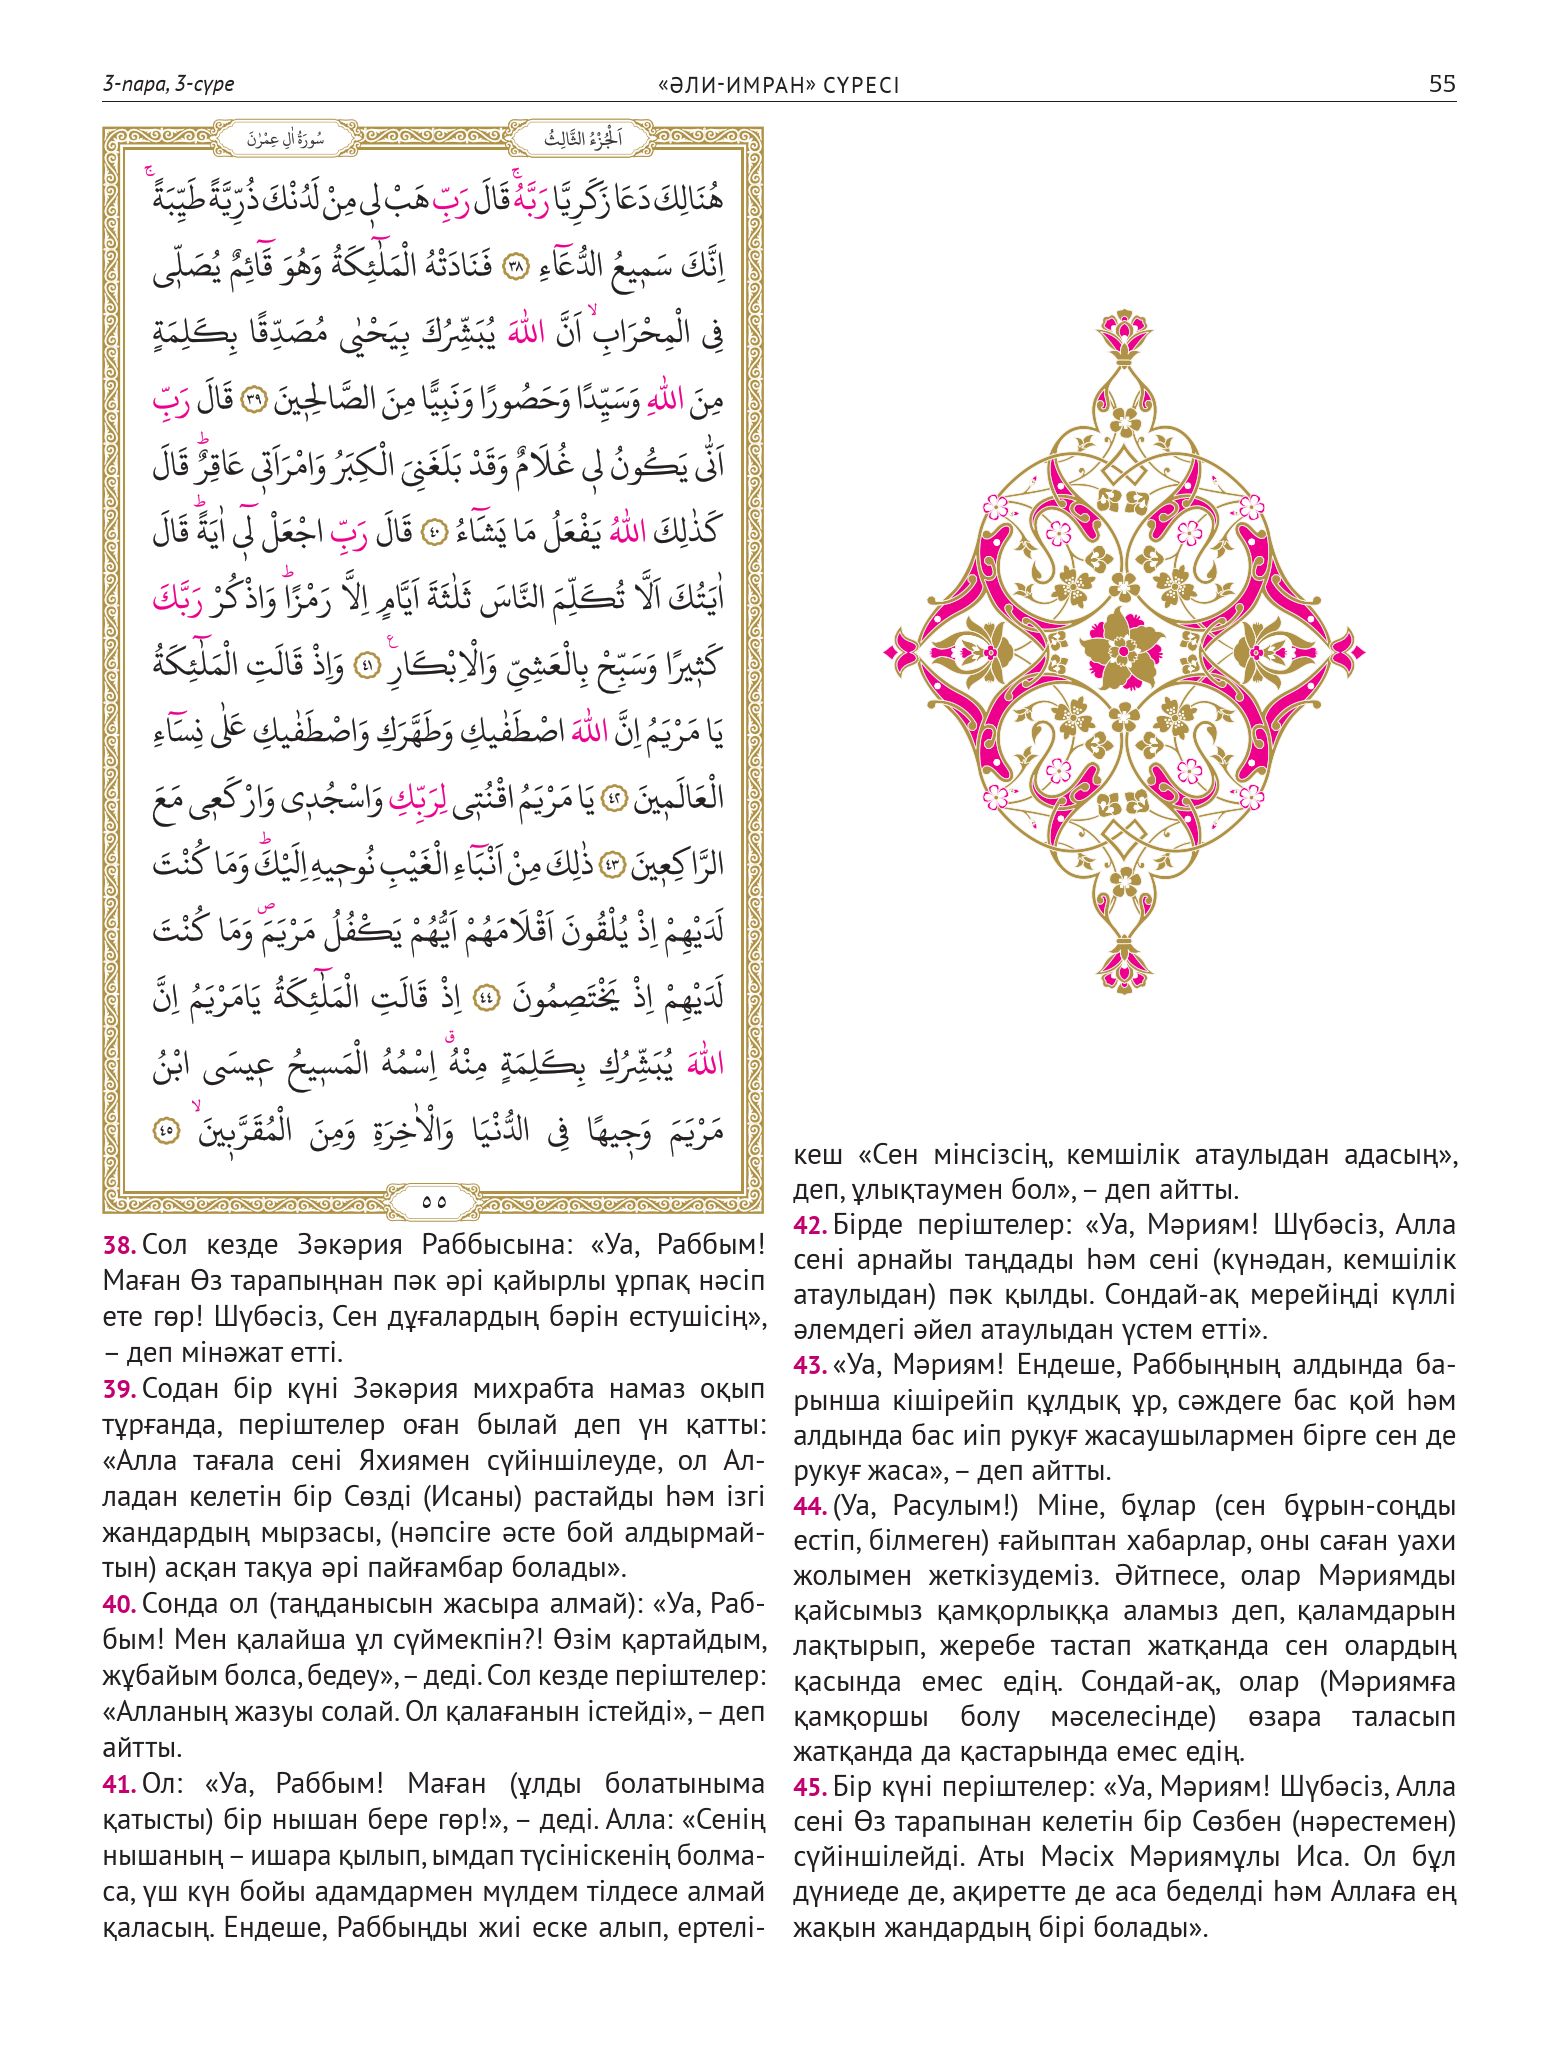 3-пара, 3-сүре
«ӘЛИ-ИМРАН» СҮРЕСІ
55
اَلْجُزْءُ الثَّالِثُ
سُورَةُ اٰلِ عِمْرٰنَ
هُنَالِكَ دَعَا زَكَرِيَّا رَبَّهُۚ قَالَ رَبِّ هَبْ لٖي مِنْ لَدُنْكَ ذُرِّيَّةً طَيِّبَةًۚ
اِنَّكَ سَمٖيعُ الدُّعَٓاءِ ٣٨ فَنَادَتْهُ الْمَلٰٓئِكَةُ وَهُوَ قَٓائِمٌ يُصَلّٖي
فِي الْمِحْرَابِۙ اَنَّ اللّٰهَ يُبَشِّرُكَ بِيَحْيٰى مُصَدِّقًا بِكَلِمَةٍ
مِنَ اللّٰهِ وَسَيِّدًا وَحَصُورًا وَنَبِيًّا مِنَ الصَّالِحٖينَ ٣٩ قَالَ رَبِّ
اَنّٰى يَكُونُ لٖي غُلَامٌ وَقَدْ بَلَغَنِيَ الْكِبَرُ وَامْرَاَتٖي عَاقِرٌؕ قَالَ
كَذٰلِكَ اللّٰهُ يَفْعَلُ مَا يَشَٓاءُ ٤٠ قَالَ رَبِّ اجْعَلْ لٖٓي اٰيَةًؕ قَالَ
اٰيَتُكَ اَلَّا تُكَلِّمَ النَّاسَ ثَلٰثَةَ اَيَّامٍ اِلَّا رَمْزًاؕ وَاذْكُرْ رَبَّكَ
كَثٖيرًا وَسَبِّحْ بِالْعَشِيِّ وَالْاِبْكَارِࣖ ٤١ وَاِذْ قَالَتِ الْمَلٰٓئِكَةُ
يَا مَرْيَمُ اِنَّ اللّٰهَ اصْطَفٰيكِ وَطَهَّرَكِ وَاصْطَفٰيكِ عَلٰى نِسَٓاءِ
الْعَالَمٖينَ ٤٢ يَا مَرْيَمُ اقْنُتٖي لِرَبِّكِ وَاسْجُدٖي وَارْكَعٖي مَعَ
الرَّاكِعٖينَ ٤٣ ذٰلِكَ مِنْ اَنْبَٓاءِ الْغَيْبِ نُوحٖيهِ اِلَيْكَؕ وَمَا كُنْتَ
لَدَيْهِمْ اِذْ يُلْقُونَ اَقْلَامَهُمْ اَيُّهُمْ يَكْفُلُ مَرْيَمَۖ وَمَا كُنْتَ
لَدَيْهِمْ اِذْ يَخْتَصِمُونَ ٤٤ اِذْ قَالَتِ الْمَلٰٓئِكَةُ يَامَرْيَمُ اِنَّ
اللّٰهَ يُبَشِّرُكِ بِكَلِمَةٍ مِنْهُۗ اِسْمُهُ الْمَسٖيحُ عٖيسَى ابْنُ
مَرْيَمَ وَجٖيهًا فِي الدُّنْيَا وَالْاٰخِرَةِ وَمِنَ الْمُقَرَّبٖينَۙ ٤٥
٥٥
38. Сол кезде Зәкәрия Раббысына: «Уа, Раббым!
Маған Өз тарапыңнан пәк әрі қайырлы ұрпақ нәсіп
ете гөр! Шүбәсіз, Сен дұғалардың бәрін естушісің»,
– деп мінәжат етті.
39. Содан бір күні Зәкәрия михрабта намаз оқып
тұрғанда, періштелер оған былай деп үн қатты:
«Алла тағала сені Яхиямен сүйіншілеуде, ол Ал-
ладан келетін бір Сөзді (Исаны) растайды һәм ізгі
жандардың мырзасы, (нәпсіге әсте бой алдырмай-
тын) асқан тақуа әрі пайғамбар болады».
40. Сонда ол (таңданысын жасыра алмай): «Уа, Раб-
бым! Мен қалайша ұл сүймекпін?! Өзім қартайдым,
жұбайым болса, бедеу», – деді. Сол кезде періштелер:
«Алланың жазуы солай. Ол қалағанын істейді», – деп
айтты.
41. Ол: «Уа, Раббым! Маған (ұлды болатыныма
қатысты) бір нышан бере гөр!», – деді. Алла: «Сенің
нышаның – ишара қылып, ымдап түсініскенің болма-
са, үш күн бойы адамдармен мүлдем тілдесе алмай
қаласың. Ендеше, Раббыңды жиі еске алып, ертелі-
кеш «Сен мінсізсің, кемшілік атаулыдан адасың»,
деп, ұлықтаумен бол», – деп айтты.
42. Бірде періштелер: «Уа, Мәриям! Шүбәсіз, Алла
сені арнайы таңдады һәм сені (күнәдан, кемшілік
атаулыдан) пәк қылды. Сондай-ақ мерейіңді күллі
әлемдегі әйел атаулыдан үстем етті».
43. «Уа, Мәриям! Ендеше, Раббыңның алдында ба-
рынша кішірейіп құлдық ұр, сәждеге бас қой һәм
алдында бас иіп рукуғ жасаушылармен бірге сен де
рукуғ жаса», – деп айтты.
44. (Уа, Расулым!) Міне, бұлар (сен бұрын-соңды
естіп, білмеген) ғайыптан хабарлар, оны саған уахи
жолымен жеткізудеміз. Әйтпесе, олар Мәриямды
қайсымыз қамқорлыққа аламыз деп, қаламдарын
лақтырып, жеребе тастап жатқанда сен олардың
қасында емес едің. Сондай-ақ, олар (Мәриямға
қамқоршы болу мәселесінде) өзара таласып
жатқанда да қастарында емес едің.
45. Бір күні періштелер: «Уа, Мәриям! Шүбәсіз, Алла
сені Өз тарапынан келетін бір Сөзбен (нәрестемен)
сүйіншілейді. Аты Мәсіх Мәриямұлы Иса. Ол бұл
дүниеде де, ақиретте де аса беделді һәм Аллаға ең
жақын жандардың бірі болады».